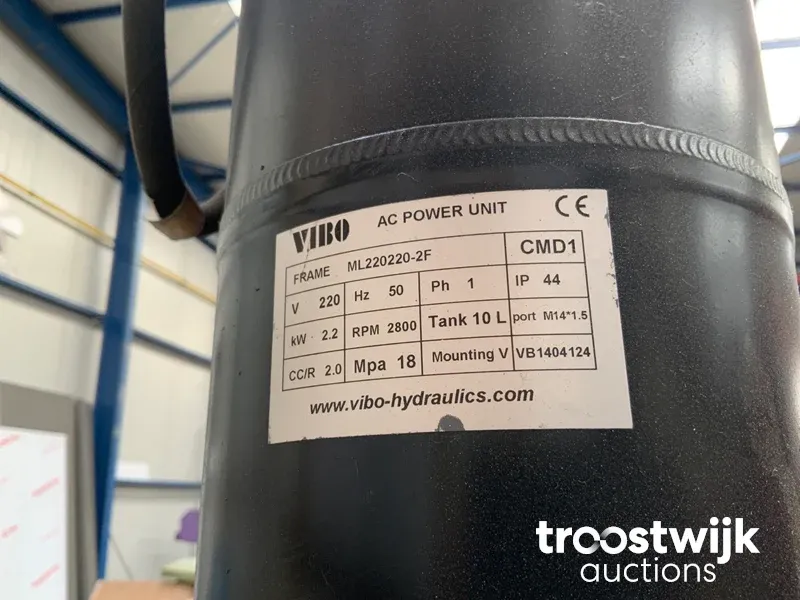 VIBO AC POWER UNIT CE
FRAME ML220220-2F CMD1
V 220 Hz 50 Ph 1 IP 44
kW 2.2 RPM 2800 Tank 10 L port M14*1.5
CC/R 2.0 Mpa 18 Mounting V VB1404124
www.vibo-hydraulics.com
troostwijk
auctions